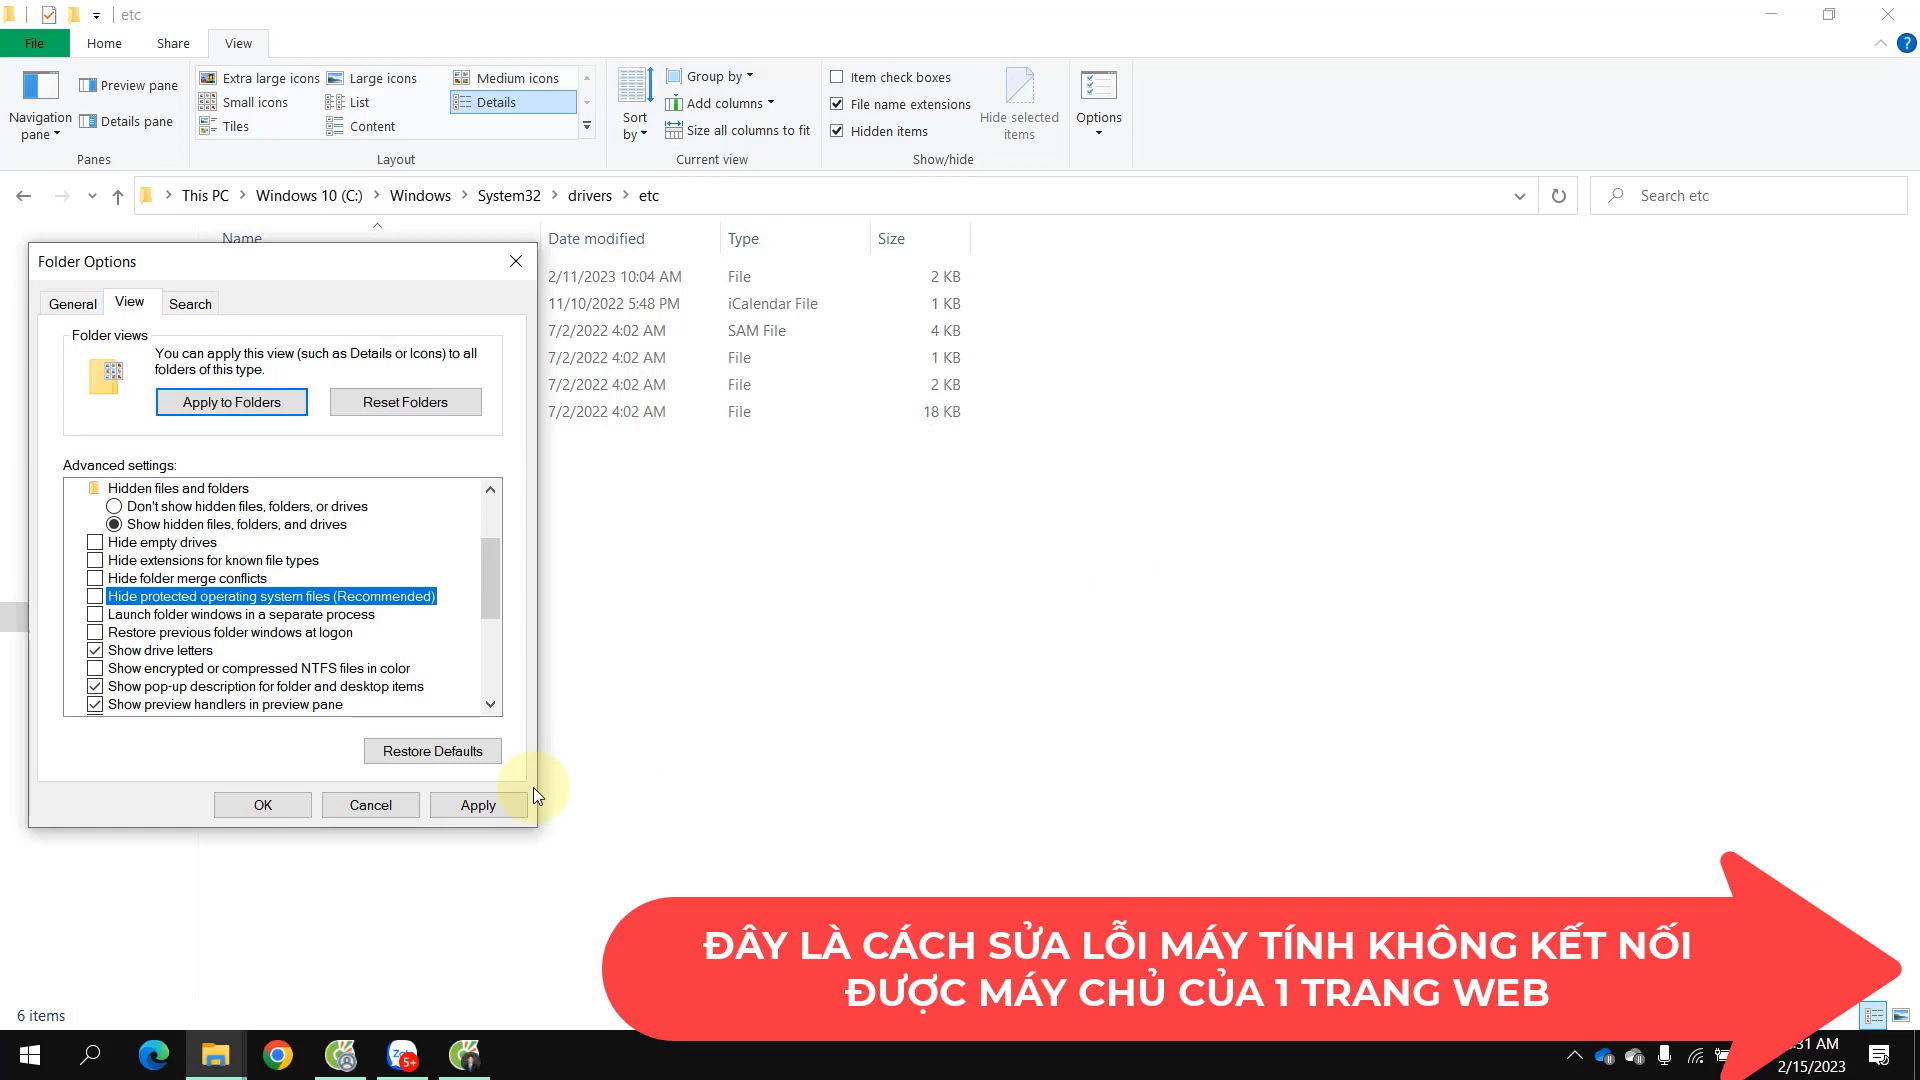 etc
File
Home
Share
View
Navigation pane
Preview pane
Details pane
Panes
Extra large icons
Large icons
Medium icons
Small icons
List
Details
Tiles
Content
Layout
Sort by
Group by
Add columns
Size all columns to fit
Current view
Item check boxes
File name extensions
Hidden items
Hide selected items
Show/hide
Options
This PC
Windows 10 (C:)
Windows
System32
drivers
etc
Search etc
Name
Date modified
Type
Size
2/11/2023 10:04 AM File 2 KB
11/10/2022 5:48 PM iCalendar File 1 KB
7/2/2022 4:02 AM SAM File 4 KB
7/2/2022 4:02 AM File 1 KB
7/2/2022 4:02 AM File 2 KB
7/2/2022 4:02 AM File 18 KB
Folder Options
General
View
Search
Folder views
You can apply this view (such as Details or Icons) to all
folders of this type.
Apply to Folders
Reset Folders
Advanced settings:
Hidden files and folders
Don't show hidden files, folders, or drives
Show hidden files, folders, and drives
Hide empty drives
Hide extensions for known file types
Hide folder merge conflicts
Hide protected operating system files (Recommended)
Launch folder windows in a separate process
Restore previous folder windows at logon
Show drive letters
Show encrypted or compressed NTFS files in color
Show pop-up description for folder and desktop items
Show preview handlers in preview pane
Restore Defaults
OK
Cancel
Apply
ĐÂY LÀ CÁCH SỬA LỖI MÁY TÍNH KHÔNG KẾT NỐI
ĐƯỢC MÁY CHỦ CỦA 1 TRANG WEB
6 items
5+
31 AM
2/15/2023